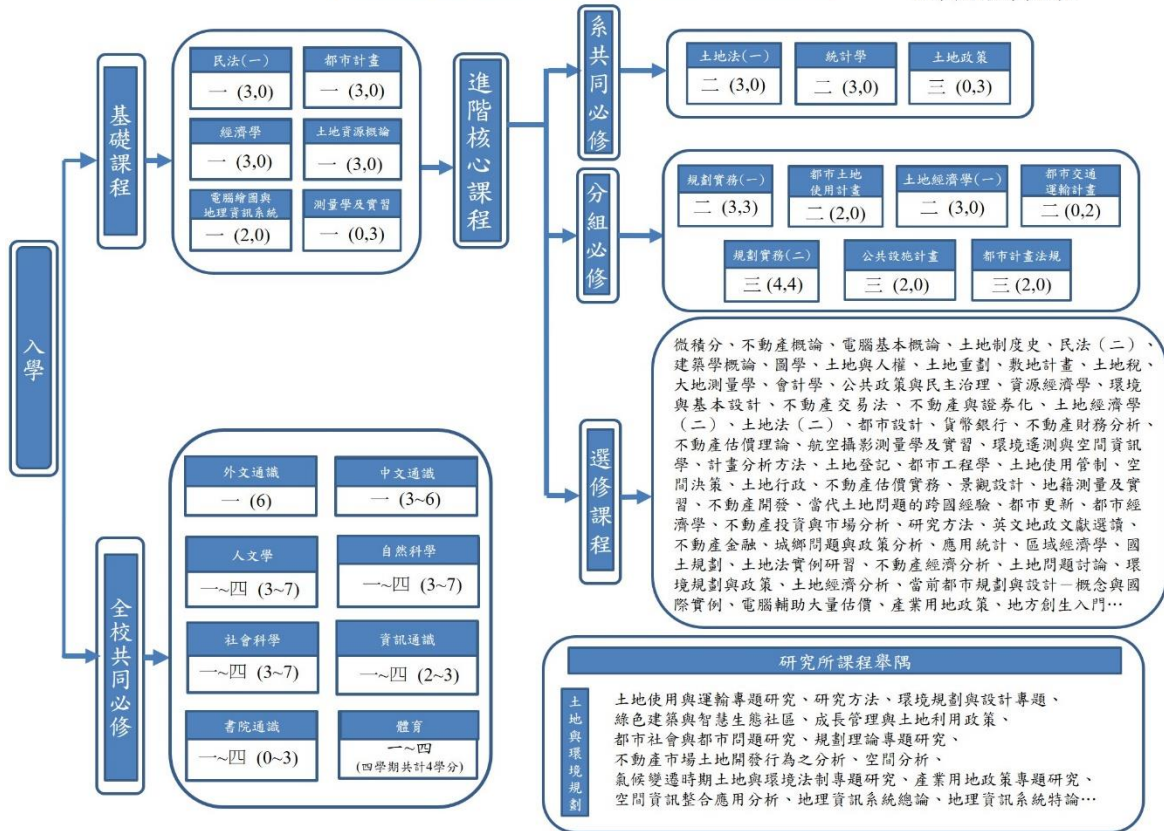 入學
基礎課程
民法(一)
一 (3,0)
都市計畫
一 (3,0)
經濟學
一 (3,0)
土地資源概論
一 (3,0)
電腦繪圖與
地理資訊系統
一 (2,0)
測量學及實習
一 (0,3)
進階核心課程
系共同必修
土地法(一)
二 (3,0)
統計學
二 (3,0)
土地政策
三 (0,3)
分組必修
規劃實務(一)
二 (3,3)
都市土地
使用計畫
二 (2,0)
土地經濟學(一)
二 (3,0)
都市交通
運輸計畫
二 (0,2)
規劃實務(二)
三 (4,4)
公共設施計畫
三 (2,0)
都市計畫法規
三 (2,0)
選修課程
微積分、不動產概論、電腦基本概論、土地制度史、民法（二）、
建築學概論、圖學、土地與人權、土地重劃、敷地計畫、土地稅、
大地測量學、會計學、公共政策與民主治理、資源經濟學、環境
與基本設計、不動產交易法、不動產與證券化、土地經濟學
（二）、土地法（二）、都市設計、貨幣銀行、不動產財務分析、
不動產估價理論、航空攝影測量學及實習、環境遙測與空間資訊
學、計畫分析方法、土地登記、都市工程學、土地使用管制、空
間決策、土地行政、不動產估價實務、景觀設計、地籍測量及實
習、不動產開發、當代土地問題的跨國經驗、都市更新、都市經
濟學、不動產投資與市場分析、研究方法、英文地政文獻選讀、
不動產金融、城鄉問題與政策分析、應用統計、區域經濟學、國
土規劃、土地法實例研習、不動產經濟分析、土地問題討論、環
境規劃與政策、土地經濟分析、當前都市規劃與設計－概念與國
際實例、電腦輔助大量估價、產業用地政策、地方創生入門…
全校共同必修
外文通識
一 (6)
中文通識
一 (3~6)
人文學
一~四 (3~7)
自然科學
一~四 (3~7)
社會科學
一~四 (3~7)
資訊通識
一~四 (2~3)
書院通識
一~四 (0~3)
體育
一~四
(四學期共計4學分)
研究所課程舉隅
土地與環境規劃
土地使用與運輸專題研究、研究方法、環境規劃與設計專題、
綠色建築與智慧生態社區、成長管理與土地利用政策、
都市社會與都市問題研究、規劃理論專題研究、
不動產市場土地開發行為之分析、空間分析、
氣候變遷時期土地與環境法制專題研究、產業用地政策專題研究、
空間資訊整合應用分析、地理資訊系統總論、地理資訊系統特論…